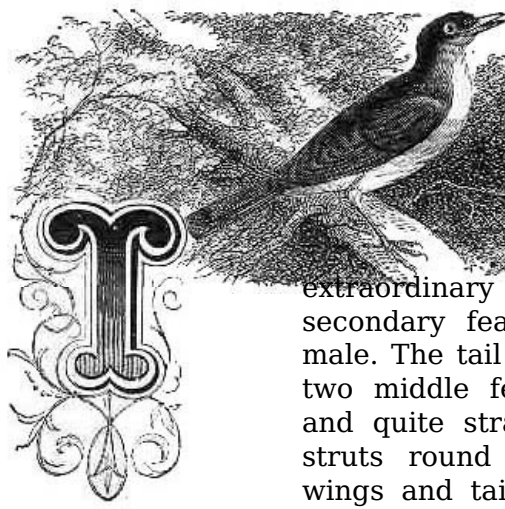 T
extraordinary
secondary fea
male. The tail
two middle fe
and quite stra
struts round
wings and tai